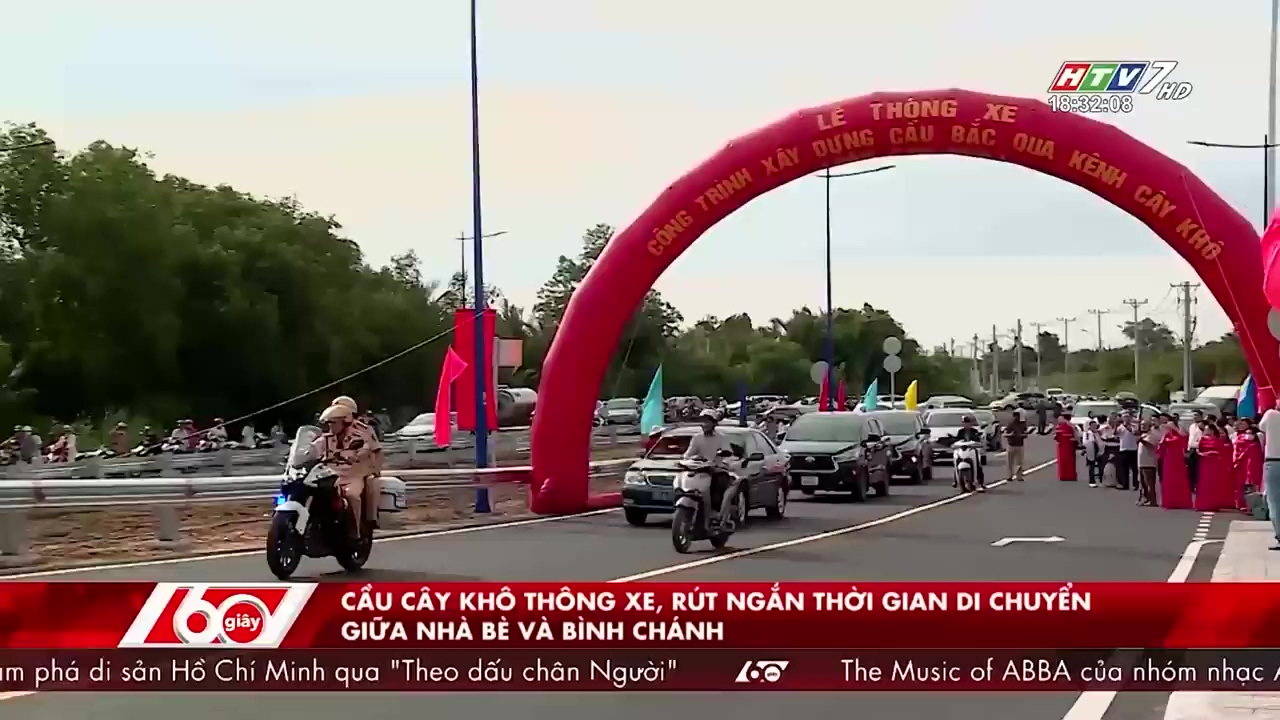 HTV7 HD
18:32:08
LỄ THÔNG XE
CÔNG TRÌNH XÂY DỰNG CẦU BẮC QUA KÊNH CÂY KHÔ
60 giây
CẦU CÂY KHÔ THÔNG XE, RÚT NGẮN THỜI GIAN DI CHUYỂN
GIỮA NHÀ BÈ VÀ BÌNH CHÁNH
phá di sản Hồ Chí Minh qua "Theo dấu chân Người" 60 giây The Music of ABBA của nhóm nhạc